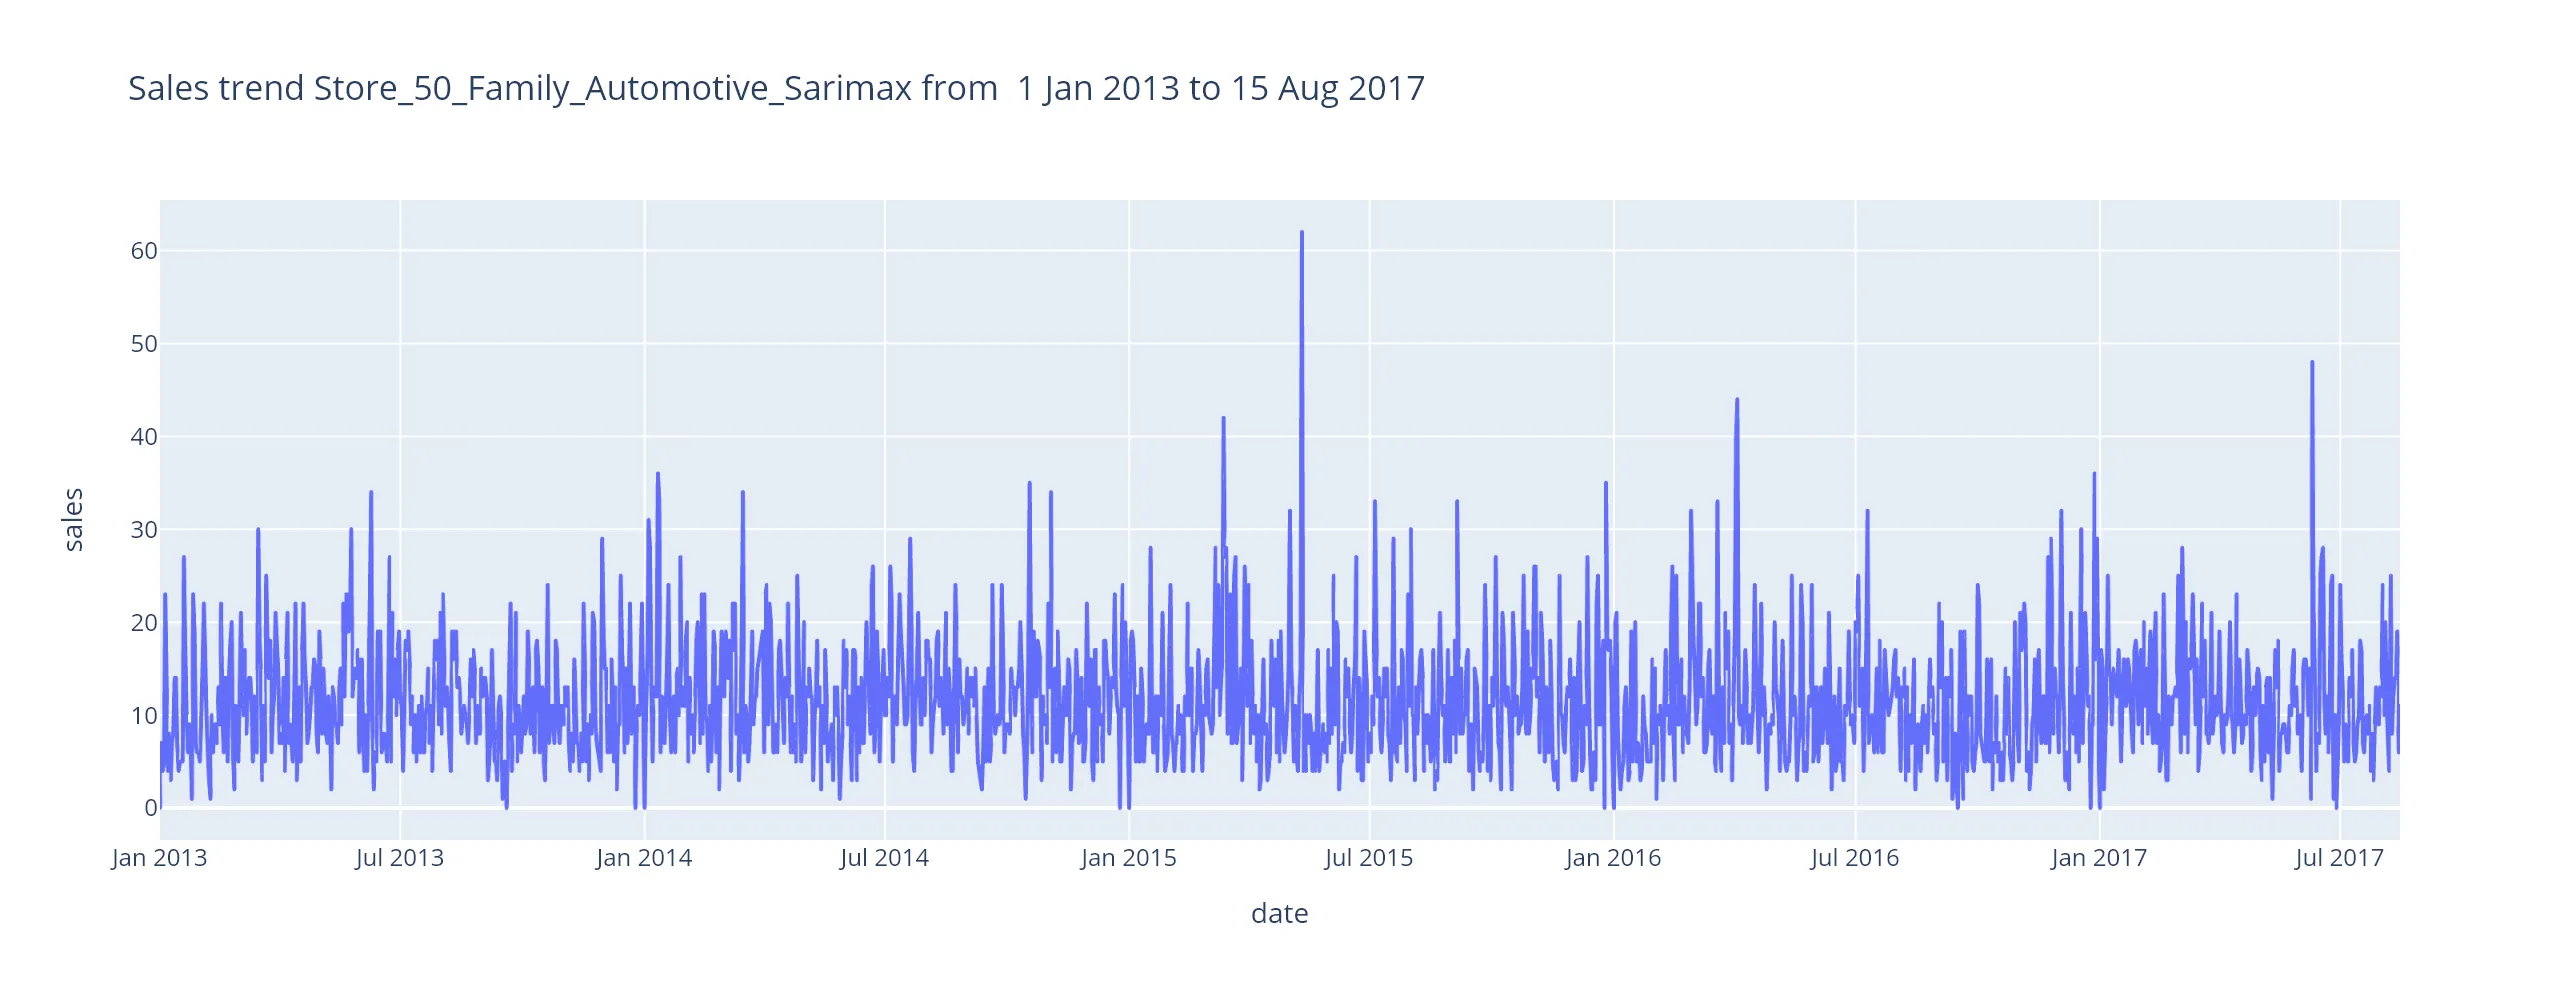 Sales trend Store_50_Family_Automotive_Sarimax from  1 Jan 2013 to 15 Aug 2017
60
50
40
30
20
10
0
sales
Jan 2013 Jul 2013 Jan 2014 Jul 2014 Jan 2015 Jul 2015 Jan 2016 Jul 2016 Jan 2017 Jul 2017
date